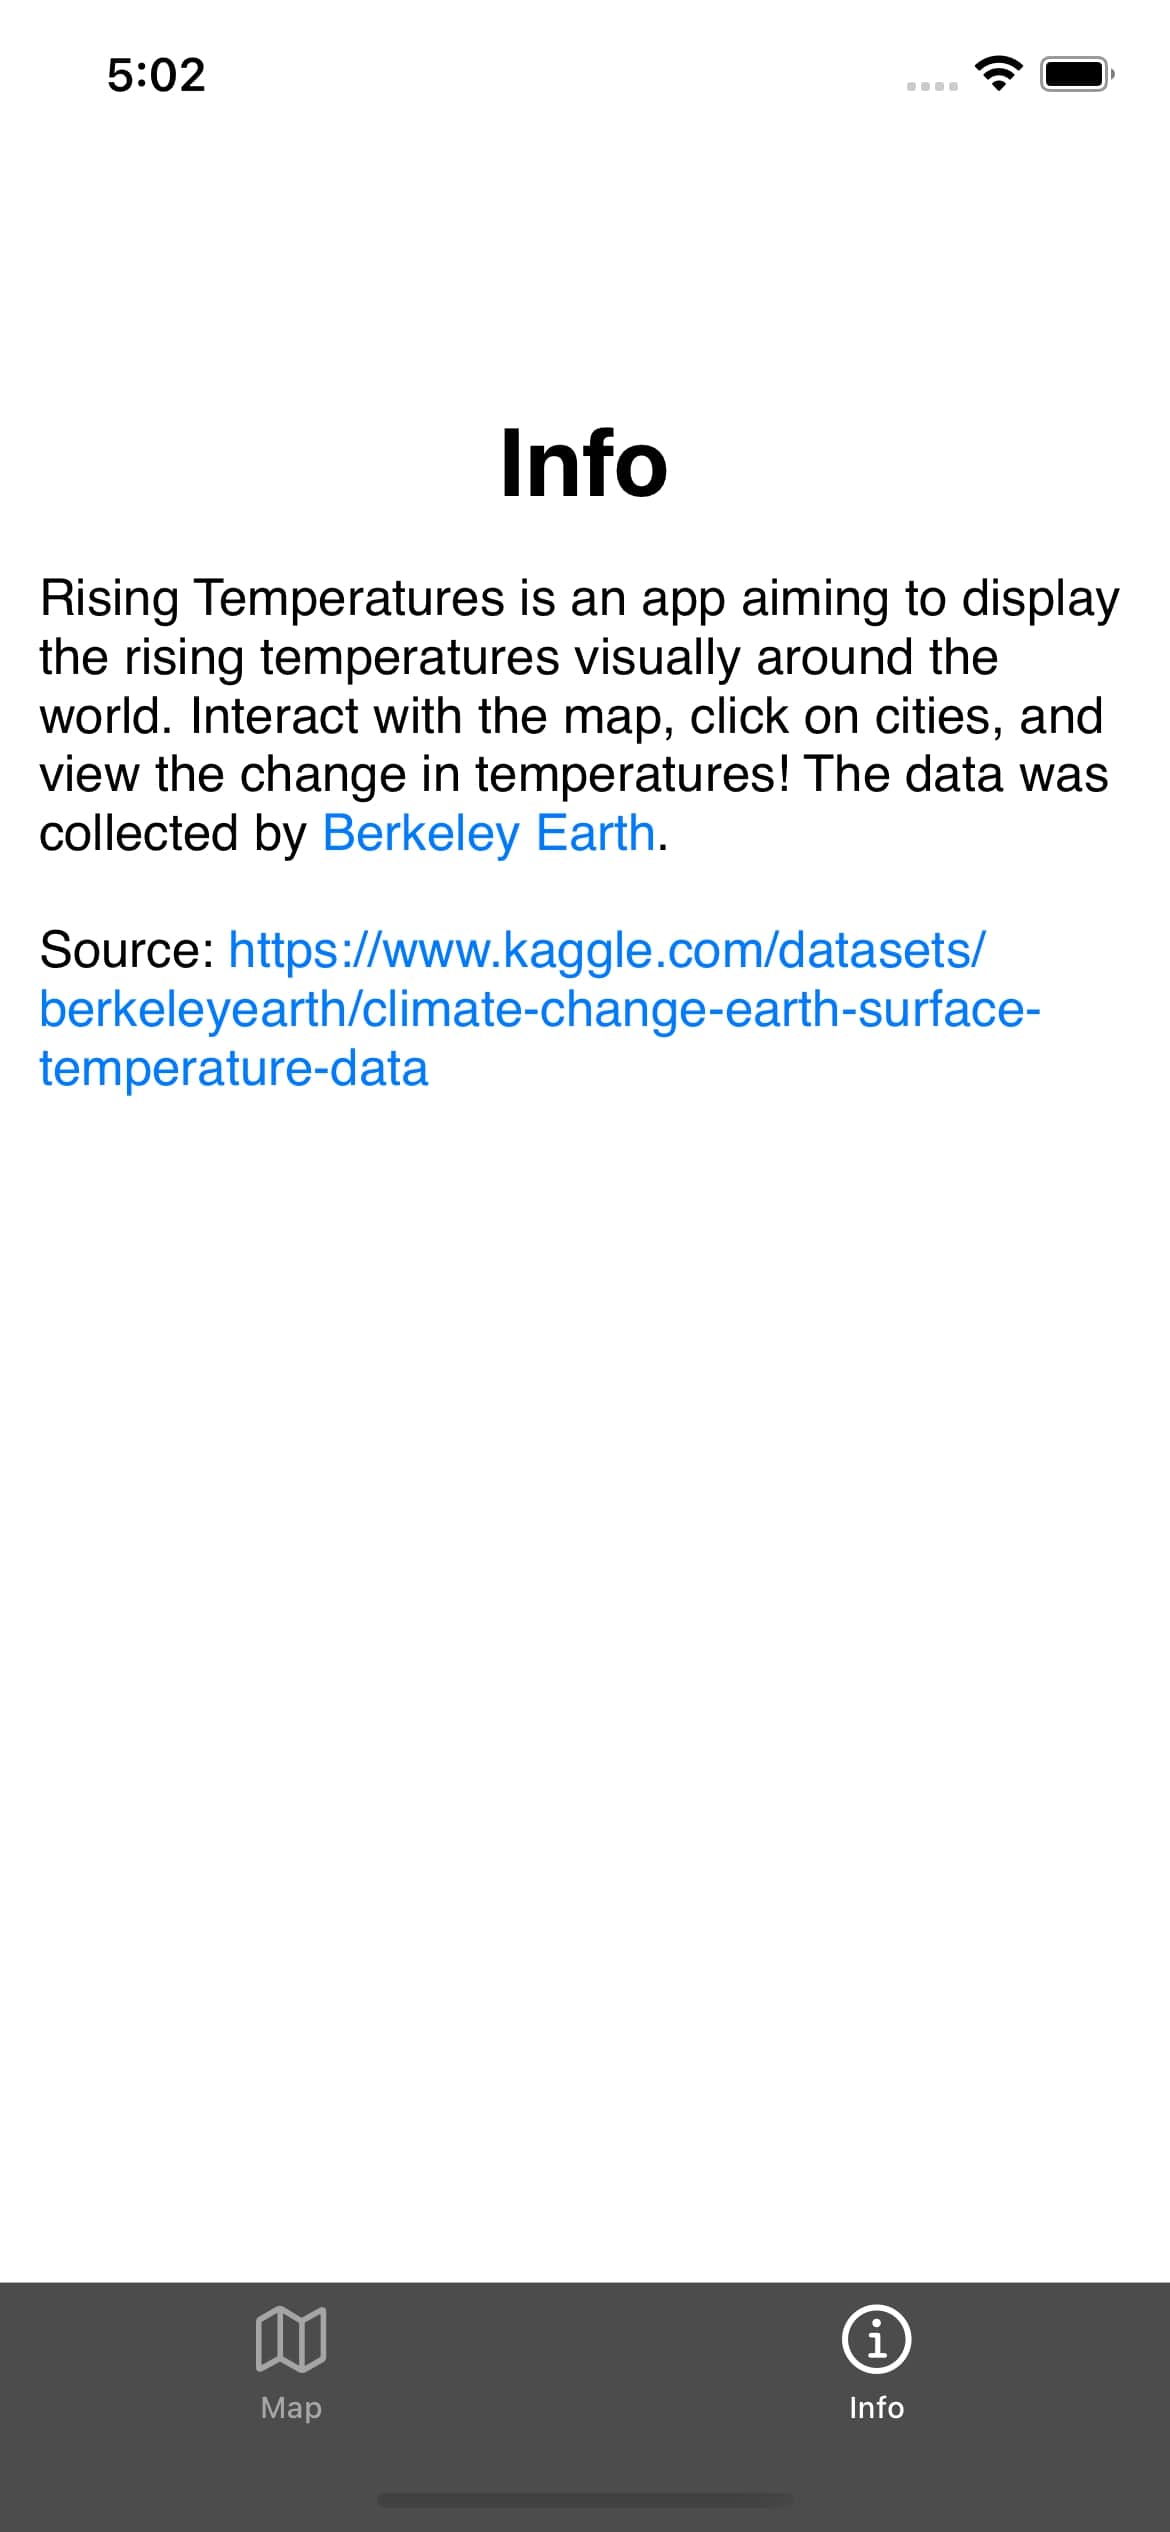 5:02
Info
Rising Temperatures is an app aiming to display
the rising temperatures visually around the
world. Interact with the map, click on cities, and
view the change in temperatures! The data was
collected by Berkeley Earth.
Source: https://www.kaggle.com/datasets/
berkeleyearth/climate-change-earth-surface-
temperature-data
Map
Info